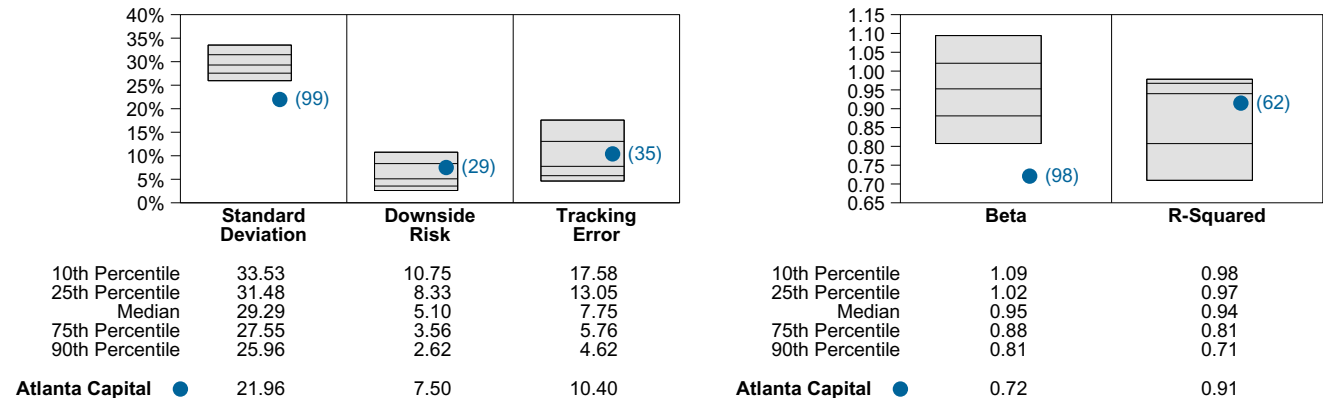 40%
35%
30%
25%
20%
15%
10%
5%
0%
(99)
(29)
(35)
Standard Deviation
Downside Risk
Tracking Error
10th Percentile 33.53 10.75 17.58
25th Percentile 31.48 8.33 13.05
Median 29.29 5.10 7.75
75th Percentile 27.55 3.56 5.76
90th Percentile 25.96 2.62 4.62
Atlanta Capital 21.96 7.50 10.40
1.15
1.10
1.05
1.00
0.95
0.90
0.85
0.80
0.75
0.70
0.65
(98)
(62)
Beta
R-Squared
10th Percentile 1.09 0.98
25th Percentile 1.02 0.97
Median 0.95 0.94
75th Percentile 0.88 0.81
90th Percentile 0.81 0.71
Atlanta Capital 0.72 0.91